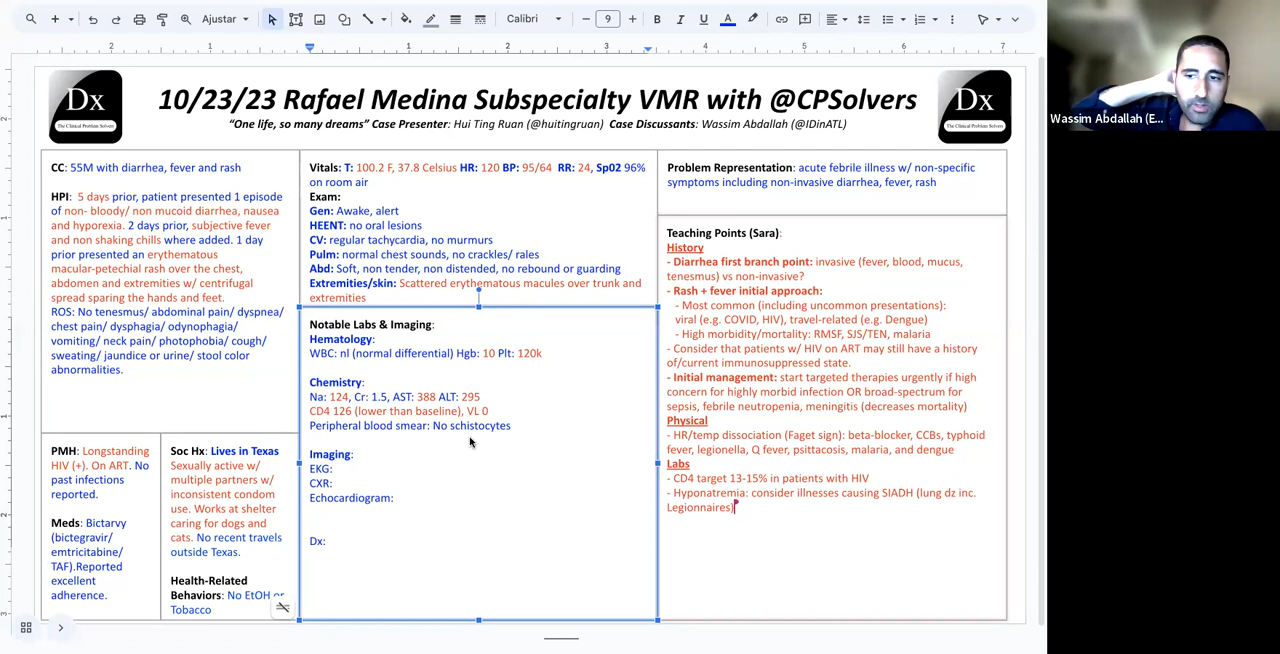 Ajustar
Calibri
9
10/23/23 Rafael Medina Subspecialty VMR with @CPSolvers
“One life, so many dreams” Case Presenter: Hui Ting Ruan (@huitingruan) Case Discussants: Wassim Abdallah (@IDinATL)
Dx
The Clinical Problem Solvers
Dx
The Clinical Problem Solvers
CC: 55M with diarrhea, fever and rash
HPI: 5 days prior, patient presented 1 episode
of non- bloody/ non mucoid diarrhea, nausea
and hyporexia. 2 days prior, subjective fever
and non shaking chills where added. 1 day
prior presented an erythematous
macular-petechial rash over the chest,
abdomen and extremities w/ centrifugal
spread sparing the hands and feet.
ROS: No tenesmus/ abdominal pain/ dyspnea/
chest pain/ dysphagia/ odynophagia/
vomiting/ neck pain/ photophobia/ cough/
sweating/ jaundice or urine/ stool color
abnormalities.
PMH: Longstanding
HIV (+). On ART. No
past infections
reported.
Meds: Bictarvy
(bictegravir/
emtricitabine/
TAF).Reported
excellent
adherence.
Soc Hx: Lives in Texas
Sexually active w/
multiple partners w/
inconsistent condom
use. Works at shelter
caring for dogs and
cats. No recent travels
outside Texas.
Health-Related
Behaviors: No EtOH or
Tobacco
Vitals: T: 100.2 F, 37.8 Celsius HR: 120 BP: 95/64 RR: 24, Sp02 96%
on room air
Exam:
Gen: Awake, alert
HEENT: no oral lesions
CV: regular tachycardia, no murmurs
Pulm: normal chest sounds, no crackles/ rales
Abd: Soft, non tender, non distended, no rebound or guarding
Extremities/skin: Scattered erythematous macules over trunk and
extremities
Notable Labs & Imaging:
Hematology:
WBC: nl (normal differential) Hgb: 10 Plt: 120k
Chemistry:
Na: 124, Cr: 1.5, AST: 388 ALT: 295
CD4 126 (lower than baseline), VL 0
Peripheral blood smear: No schistocytes
Imaging:
EKG:
CXR:
Echocardiogram:
Dx:
Problem Representation: acute febrile illness w/ non-specific
symptoms including non-invasive diarrhea, fever, rash
Teaching Points (Sara):
History
- Diarrhea first branch point: invasive (fever, blood, mucus,
tenesmus) vs non-invasive?
- Rash + fever initial approach:
- Most common (including uncommon presentations):
viral (e.g. COVID, HIV), travel-related (e.g. Dengue)
- High morbidity/mortality: RMSF, SJS/TEN, malaria
- Consider that patients w/ HIV on ART may still have a history
of/current immunosuppressed state.
- Initial management: start targeted therapies urgently if high
concern for highly morbid infection OR broad-spectrum for
sepsis, febrile neutropenia, meningitis (decreases mortality)
Physical
- HR/temp dissociation (Faget sign): beta-blocker, CCBs, typhoid
fever, legionella, Q fever, psittacosis, malaria, and dengue
Labs
- CD4 target 13-15% in patients with HIV
- Hyponatremia: consider illnesses causing SIADH (lung dz inc.
Legionnaires)
Wassim Abdallah (E...